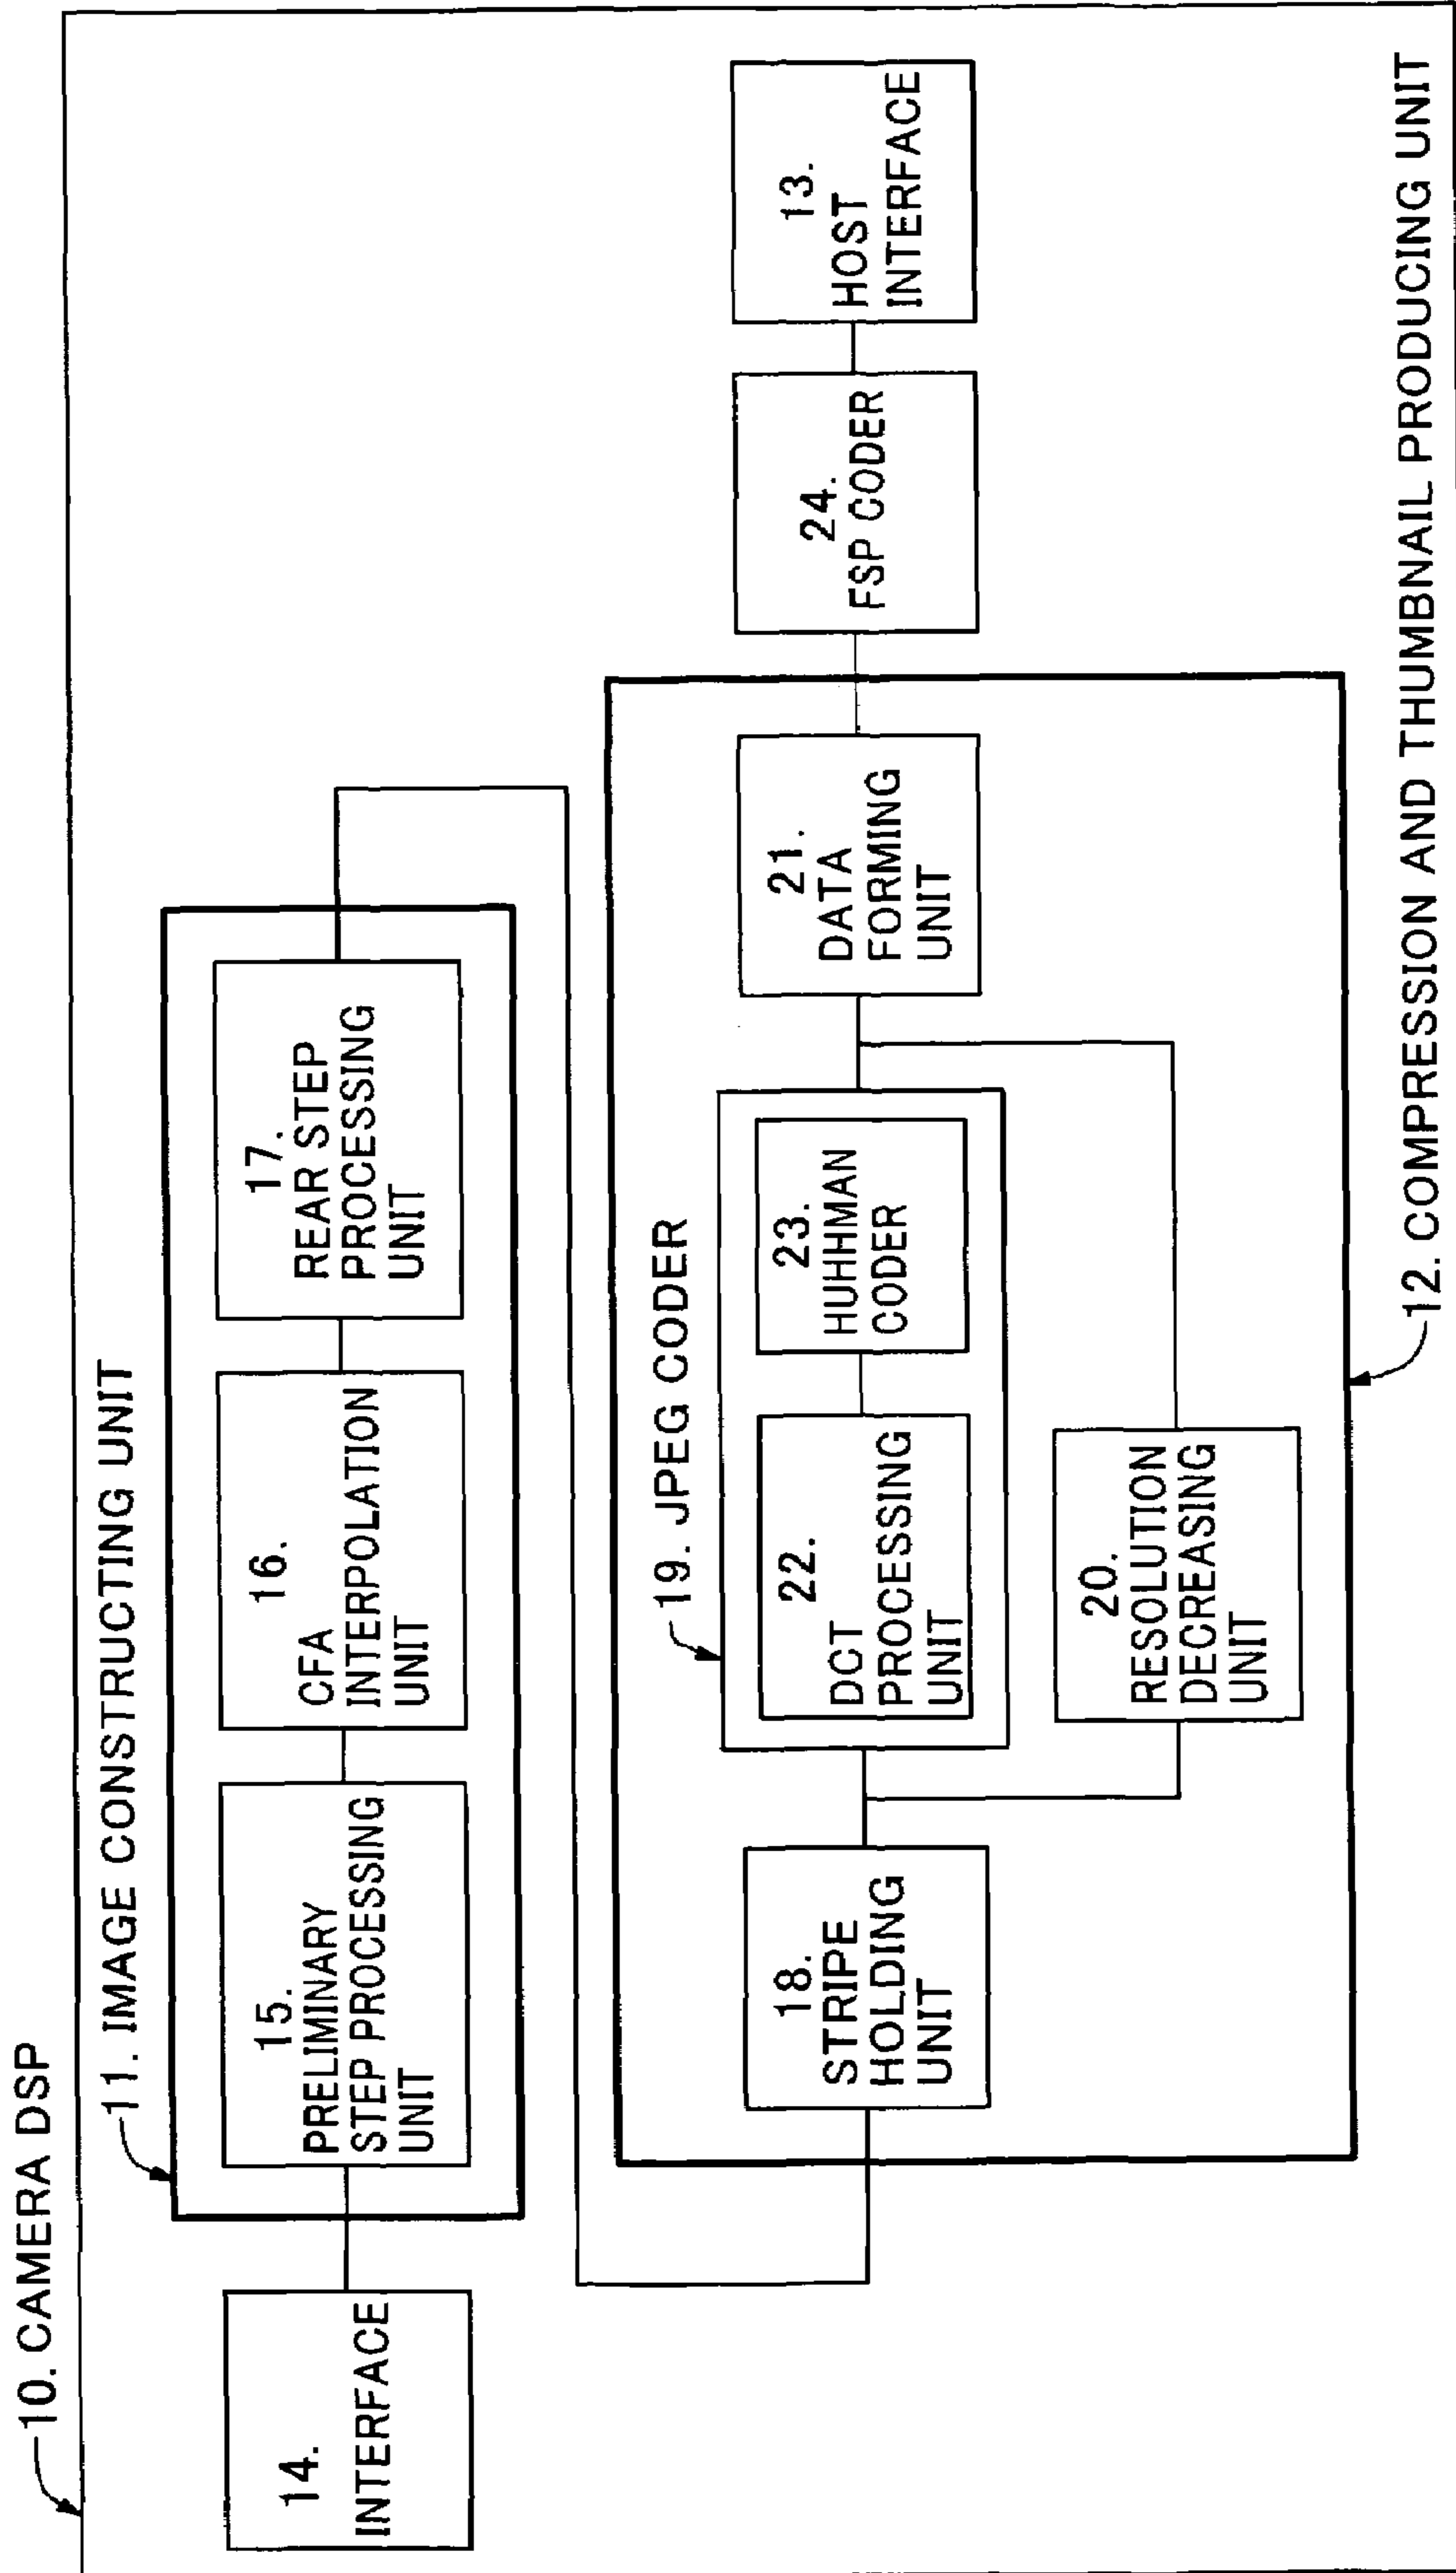 10. CAMERA DSP
11. IMAGE CONSTRUCTING UNIT
14.
INTERFACE
15.
PRELIMINARY
STEP PROCESSING
UNIT
16.
CFA
INTERPOLATION
UNIT
17.
REAR STEP
PROCESSING
UNIT
18.
STRIPE
HOLDING
UNIT
19. JPEG CODER
22.
DCT
PROCESSING
UNIT
23.
HUHHMAN
CODER
20.
RESOLUTION
DECREASING
UNIT
21.
DATA
FORMING
UNIT
24.
FSP CODER
13.
HOST
INTERFACE
12. COMPRESSION AND THUMBNAIL PRODUCING UNIT